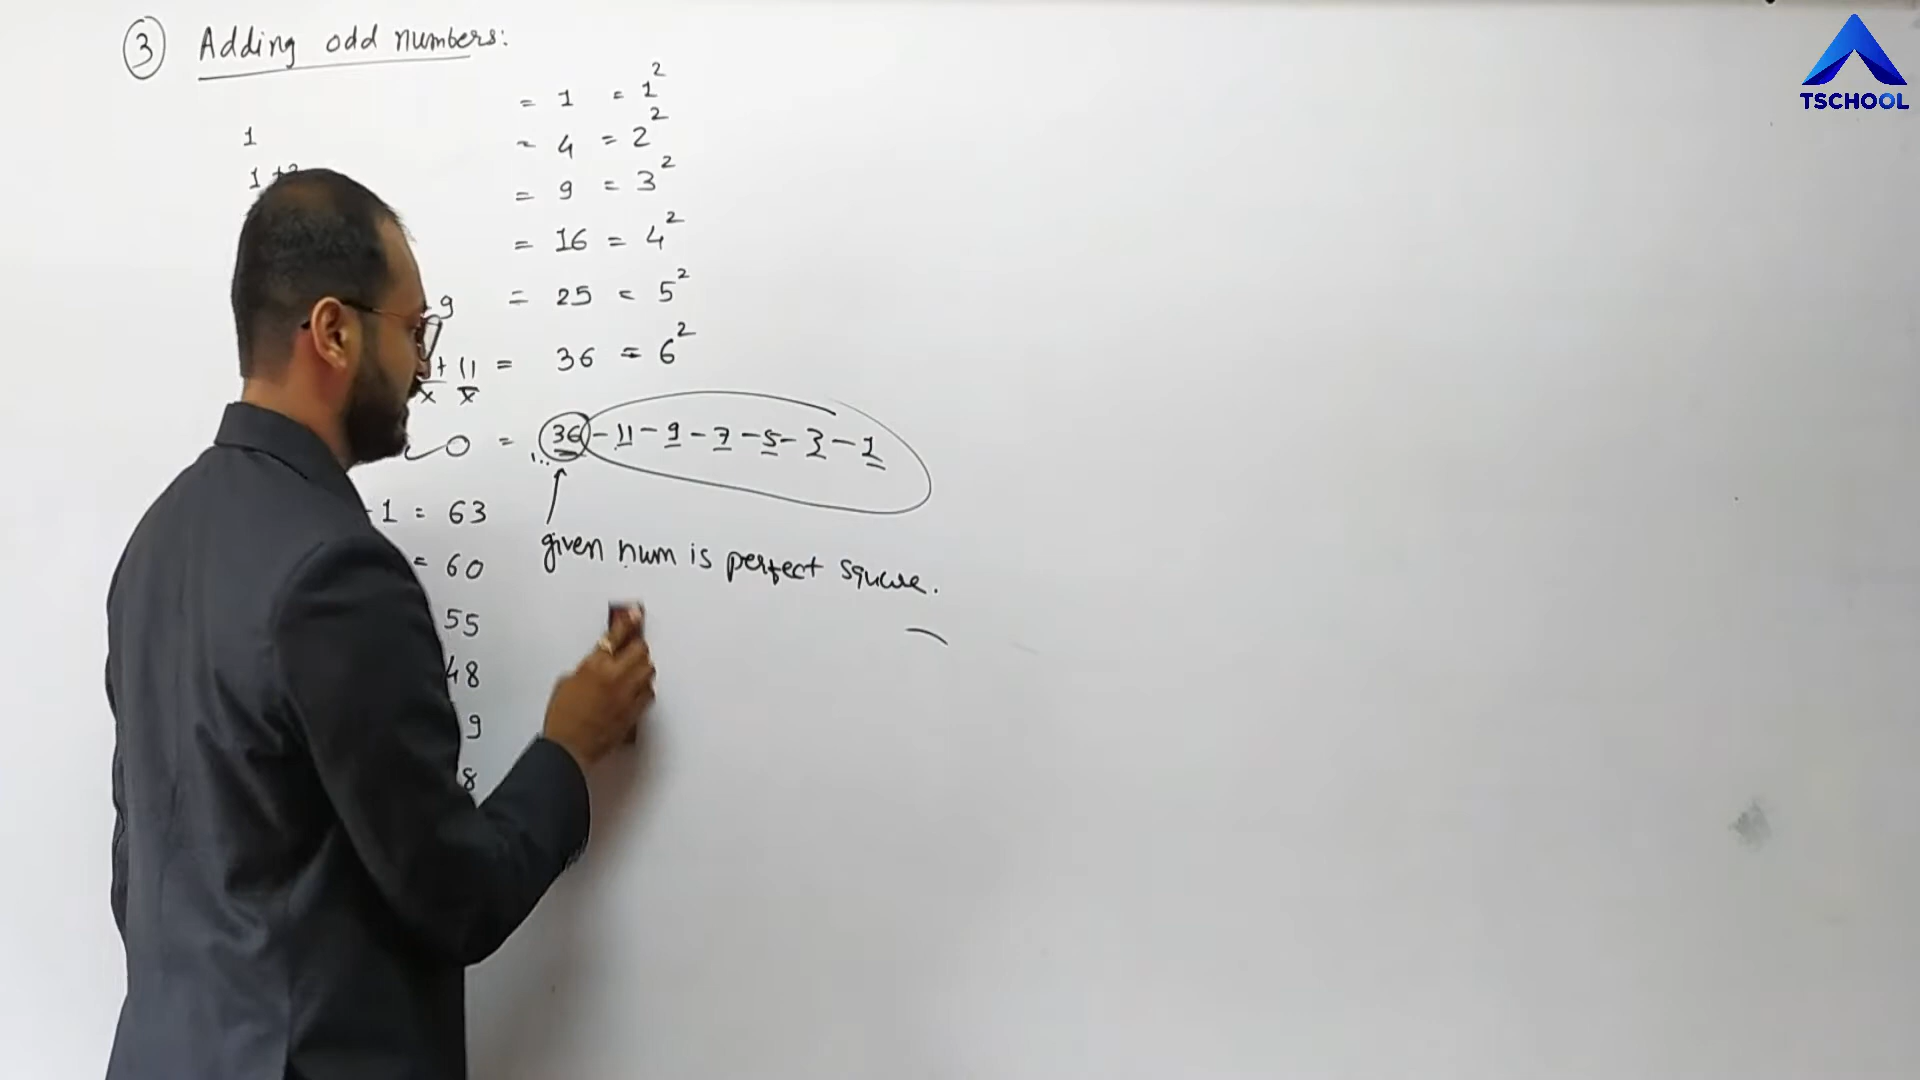 3 Adding odd numbers:
1 = 1 = 1²
1 + = 4 = 2²
= 9 = 3²
= 16 = 4²
9 = 25 = 5²
+ 11 = 36 = 6²
x x
0 = 36 - 11 - 9 - 7 - 5 - 3 - 1
-1 = 63
given num is perfect square.
= 60
55
48
9
8
TSCHOOL